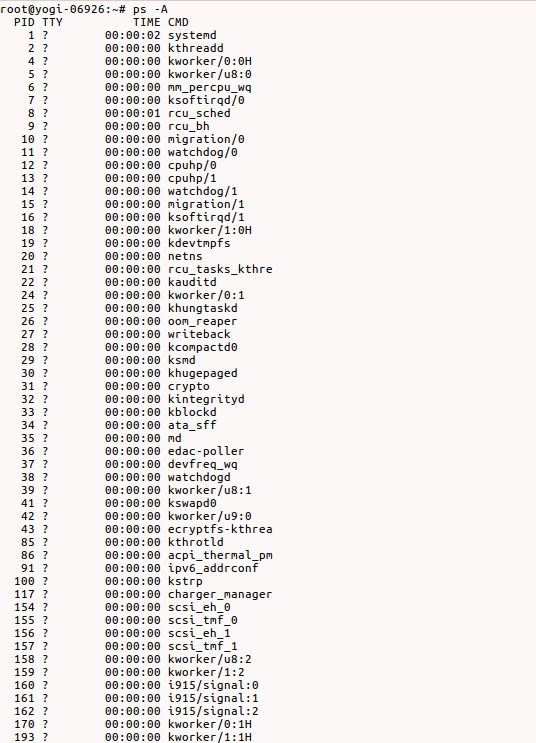 root@yogi-06926:~# ps -A
PID TTY TIME CMD
1 ? 00:00:02 systemd
2 ? 00:00:00 kthreadd
4 ? 00:00:00 kworker/0:0H
5 ? 00:00:00 kworker/u8:0
6 ? 00:00:00 mm_percpu_wq
7 ? 00:00:00 ksoftirqd/0
8 ? 00:00:01 rcu_sched
9 ? 00:00:00 rcu_bh
10 ? 00:00:00 migration/0
11 ? 00:00:00 watchdog/0
12 ? 00:00:00 cpuhp/0
13 ? 00:00:00 cpuhp/1
14 ? 00:00:00 watchdog/1
15 ? 00:00:00 migration/1
16 ? 00:00:00 ksoftirqd/1
18 ? 00:00:00 kworker/1:0H
19 ? 00:00:00 kdevtmpfs
20 ? 00:00:00 netns
21 ? 00:00:00 rcu_tasks_kthre
22 ? 00:00:00 kauditd
24 ? 00:00:00 kworker/0:1
25 ? 00:00:00 khungtaskd
26 ? 00:00:00 oom_reaper
27 ? 00:00:00 writeback
28 ? 00:00:00 kcompactd0
29 ? 00:00:00 ksmd
30 ? 00:00:00 khugepaged
31 ? 00:00:00 crypto
32 ? 00:00:00 kintegrityd
33 ? 00:00:00 kblockd
34 ? 00:00:00 ata_sff
35 ? 00:00:00 md
36 ? 00:00:00 edac-poller
37 ? 00:00:00 devfreq_wq
38 ? 00:00:00 watchdogd
39 ? 00:00:00 kworker/u8:1
41 ? 00:00:00 kswapd0
42 ? 00:00:00 kworker/u9:0
43 ? 00:00:00 ecryptfs-kthrea
85 ? 00:00:00 kthrotld
86 ? 00:00:00 acpi_thermal_pm
91 ? 00:00:00 ipv6_addrconf
100 ? 00:00:00 kstrp
117 ? 00:00:00 charger_manager
154 ? 00:00:00 scsi_eh_0
155 ? 00:00:00 scsi_tmf_0
156 ? 00:00:00 scsi_eh_1
157 ? 00:00:00 scsi_tmf_1
158 ? 00:00:00 kworker/u8:2
159 ? 00:00:00 kworker/1:2
160 ? 00:00:00 i915/signal:0
161 ? 00:00:00 i915/signal:1
162 ? 00:00:00 i915/signal:2
170 ? 00:00:00 kworker/0:1H
193 ? 00:00:00 kworker/1:1H